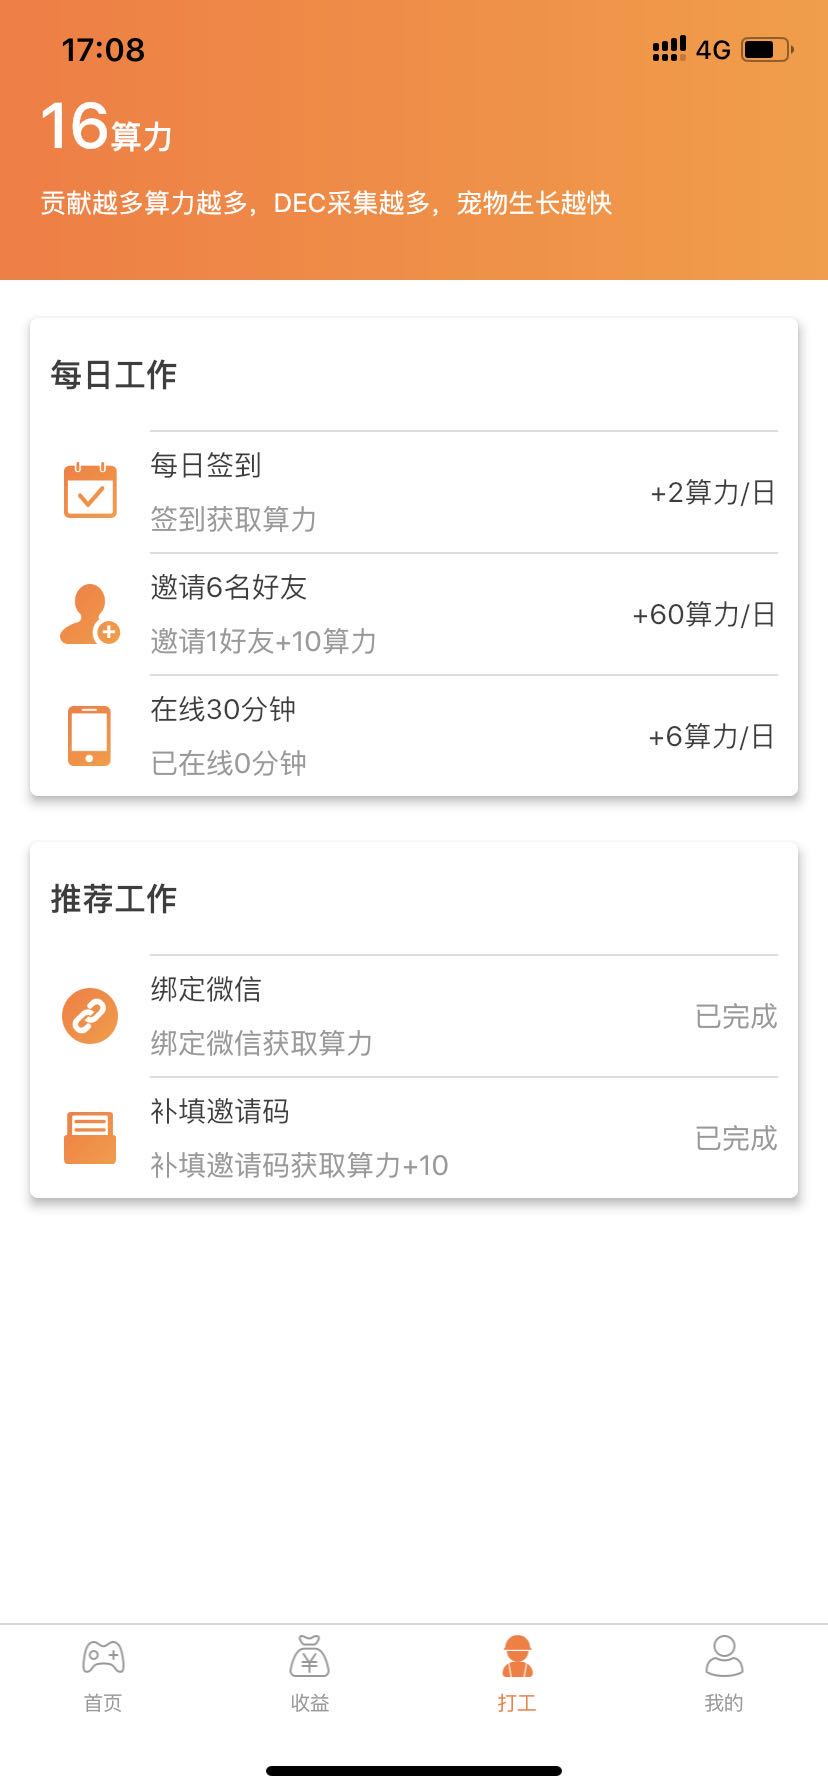 17:08
4G
16算力
贡献越多算力越多，DEC采集越多，宠物生长越快
每日工作
每日签到
签到获取算力
+2算力/日
邀请6名好友
邀请1好友+10算力
+60算力/日
在线30分钟
已在线0分钟
+6算力/日
推荐工作
绑定微信
绑定微信获取算力
已完成
补填邀请码
补填邀请码获取算力+10
已完成
首页
收益
打工
我的